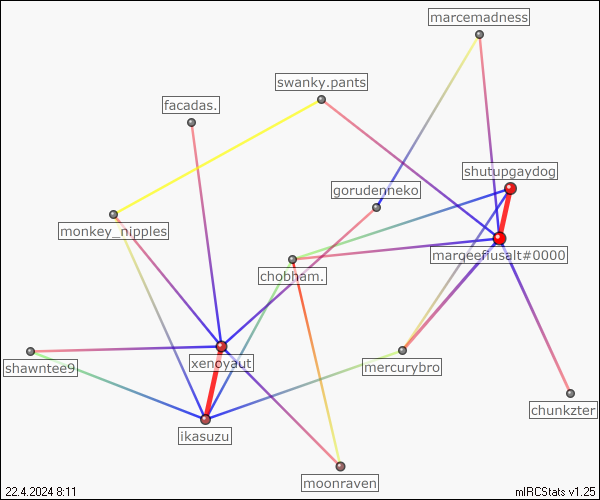 marcemadness
swanky.pants
facadas.
shutupgaydog
gorudenneko
monkey_nipples
marqeeflusalt#0000
chobham.
xenoyaut
mercurybro
shawntee9
chunkzter
ikasuzu
moonraven
22.4.2024 8:11
mIRCStats v1.25